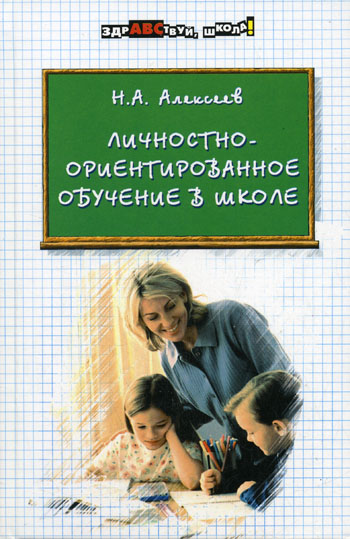 ЗДРАВСТВУЙ, ШКОЛА!
Н.А. Алексеев
ЛИЧНОСТНО-
ОРИЕНТИРОВАННОЕ
ОБУЧЕНИЕ В ШКОЛЕ